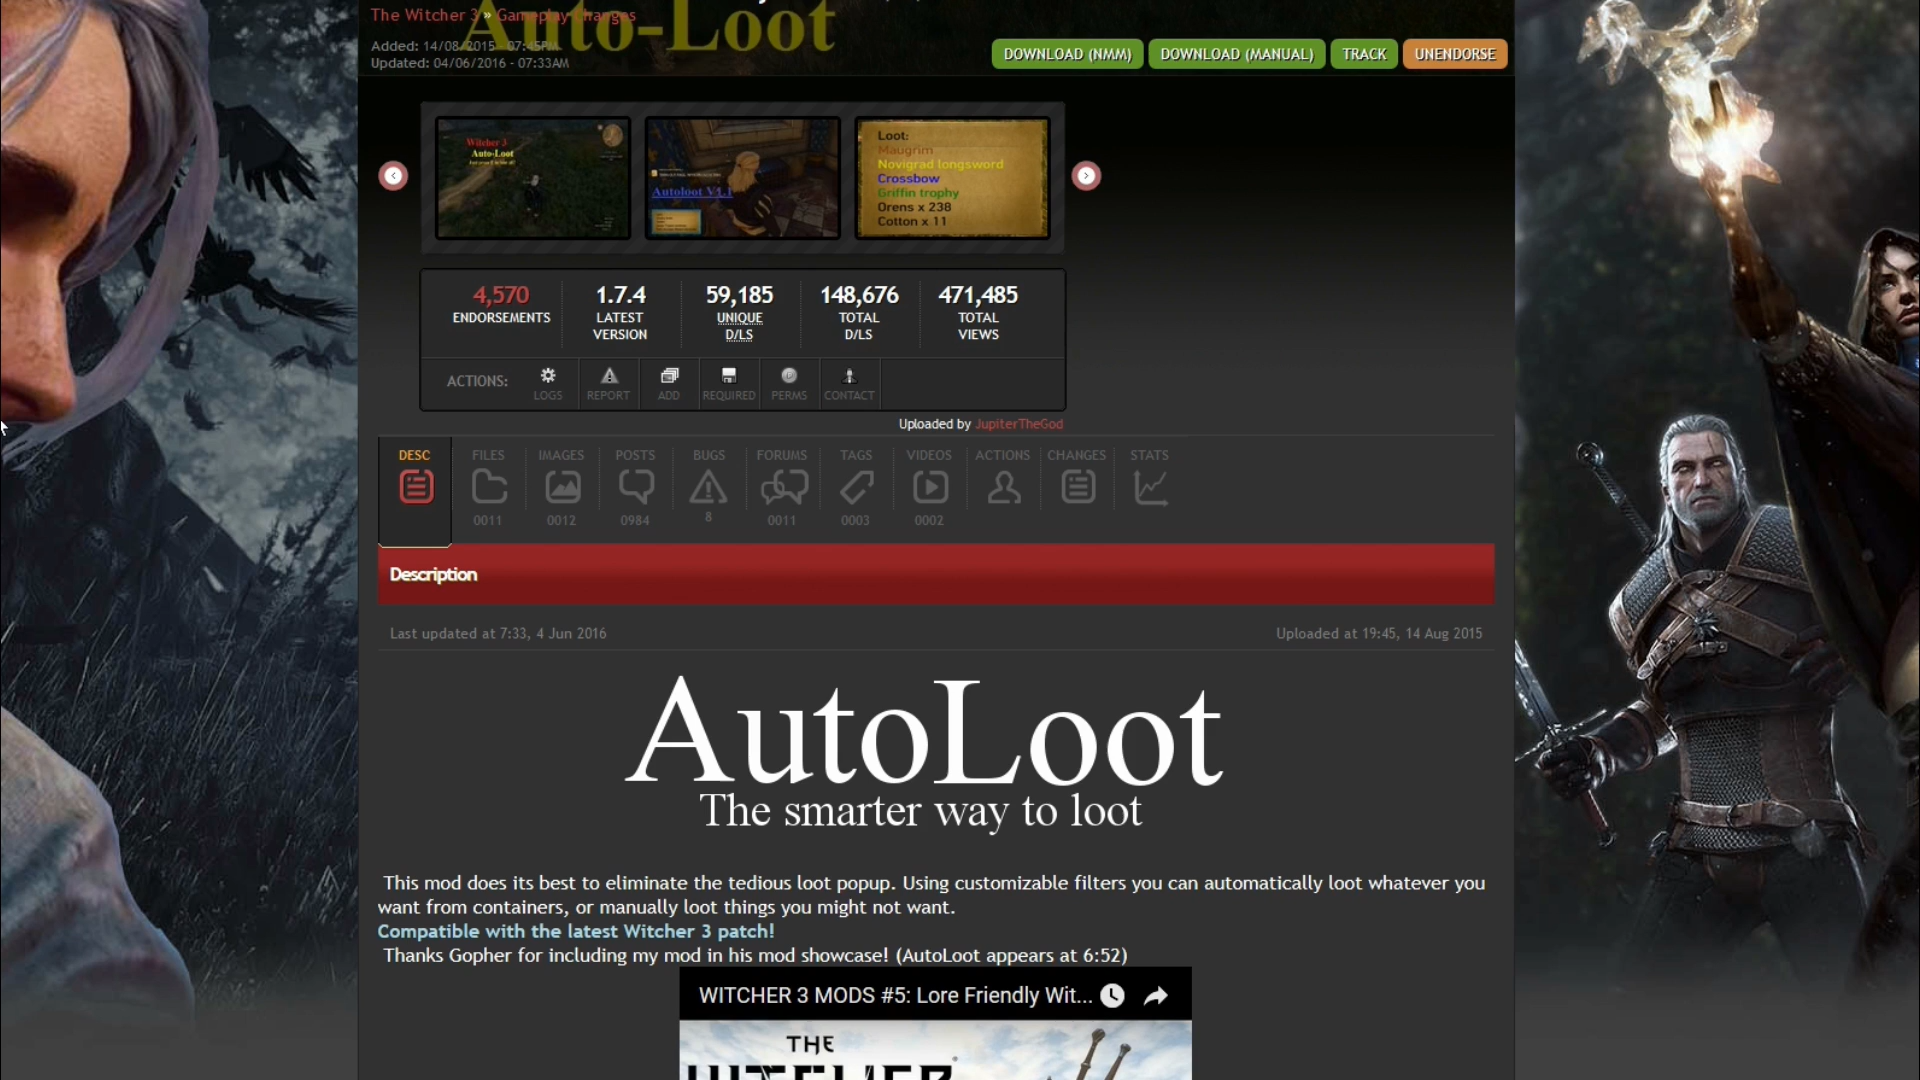 The Witcher 3 » Gameplay Changes
Auto-Loot
Added: 14/08/2015 - 07:45PM
Updated: 04/06/2016 - 07:33AM
DOWNLOAD (NMM)
DOWNLOAD (MANUAL)
TRACK
UNENDORSE
Witcher 3
Auto-Loot
Autoloot V4.1
Loot:
Maugrim
Novigrad longsword
Crossbow
Griffin trophy
Orens x 238
Cotton x 11
4,570
ENDORSEMENTS
1.7.4
LATEST
VERSION
59,185
UNIQUE
D/LS
148,676
TOTAL
D/LS
471,485
TOTAL
VIEWS
ACTIONS:
LOGS
REPORT
ADD
REQUIRED
PERMS
CONTACT
Uploaded by JupiterTheGod
DESC
FILES
0011
IMAGES
0012
POSTS
0984
BUGS
8
FORUMS
0011
TAGS
0003
VIDEOS
0002
ACTIONS
CHANGES
STATS
Description
Last updated at 7:33, 4 Jun 2016
Uploaded at 19:45, 14 Aug 2015
AutoLoot
The smarter way to loot
This mod does its best to eliminate the tedious loot popup. Using customizable filters you can automatically loot whatever you
want from containers, or manually loot things you might not want.
Compatible with the latest Witcher 3 patch!
Thanks Gopher for including my mod in his mod showcase! (AutoLoot appears at 6:52)
WITCHER 3 MODS #5: Lore Friendly Wit...
THE
WITCHER